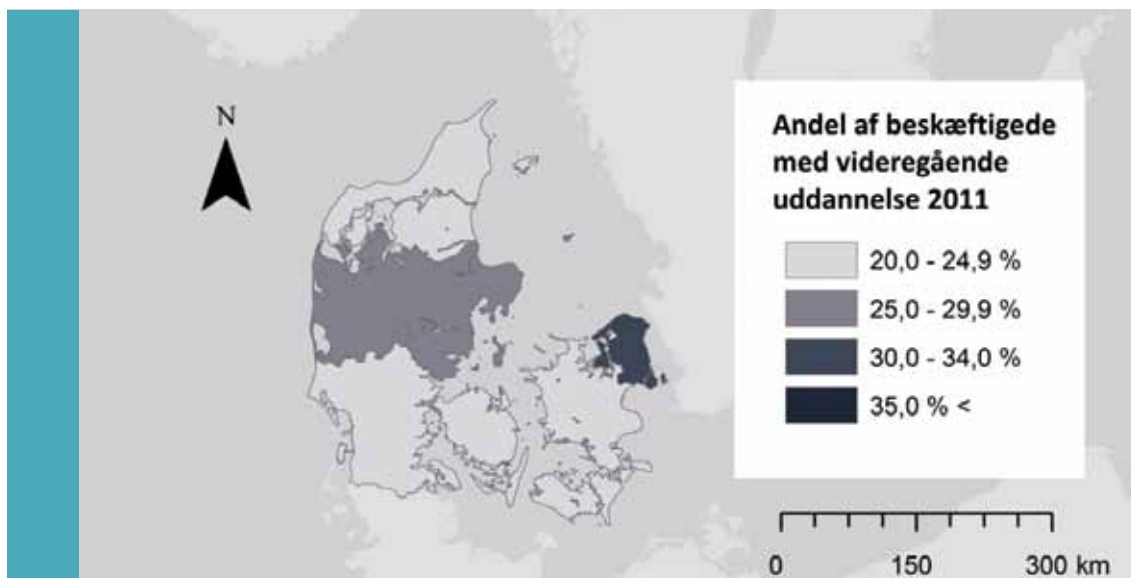 N
Andel af beskæftigede
med videregående
uddannelse 2011
20,0 - 24,9 %
25,0 - 29,9 %
30,0 - 34,0 %
35,0 % <
0 150 300 km